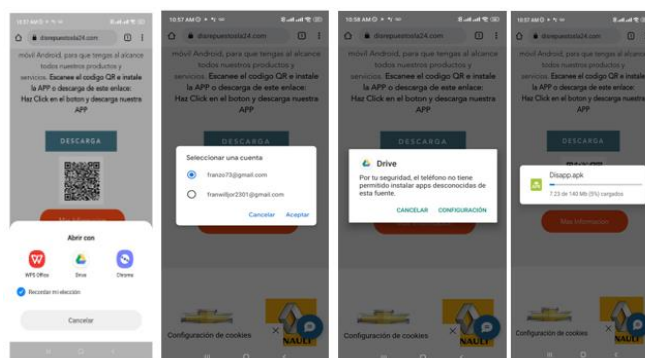 10:57 AM
disrepuestosla24.com
móvil Android, para que tengas al alcance
todos nuestros productos y
servicios. Escanee el codigo QR e instale
la APP o descarga de este enlace:
Haz Click en el boton y descarga nuestra
APP
DESCARGA
Mas Información
Abrir con
WPS Office
Drive
Chrome
Recordar mi elección
Cancelar
10:57 AM
disrepuestosla24.com
móvil Android, para que tengas al alcance
todos nuestros productos y
servicios. Escanee el codigo QR e instale
la APP o descarga de este enlace:
Haz Click en el boton y descarga nuestra
APP
DESCARGA
Seleccionar una cuenta
franzo73@gmail.com
franwilljor2301@gmail.com
Cancelar Aceptar
Configuración de cookies
NAULT
10:58 AM
disrepuestosla24.com
móvil Android, para que tengas al alcance
todos nuestros productos y
servicios. Escanee el codigo QR e instale
la APP o descarga de este enlace:
Haz Click en el boton y descarga nuestra
APP
DESCARGA
Drive
Por tu seguridad, el teléfono no tiene
permitido instalar apps desconocidas de
esta fuente.
CANCELAR CONFIGURACIÓN
Configuración de cookies
NAULT
10:57 AM
disrepuestosla24.com
móvil Android, para que tengas al alcance
todos nuestros productos y
servicios. Escanee el codigo QR e instale
la APP o descarga de este enlace:
Haz Click en el boton y descarga nuestra
APP
DESCARGA
Disapp.apk
7.23 de 140 Mb (5%) cargados
Mas Información
Configuración de cookies
NAULT